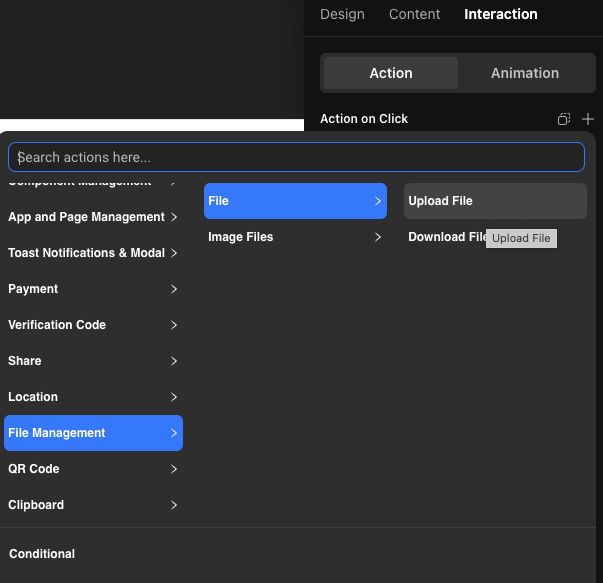 Design Content Interaction
Action Animation
Action on Click
Search actions here...
Component Management
App and Page Management
Toast Notifications & Modal
Payment
Verification Code
Share
Location
File Management
QR Code
Clipboard
Conditional
File
Image Files
Upload File
Download File
Upload File